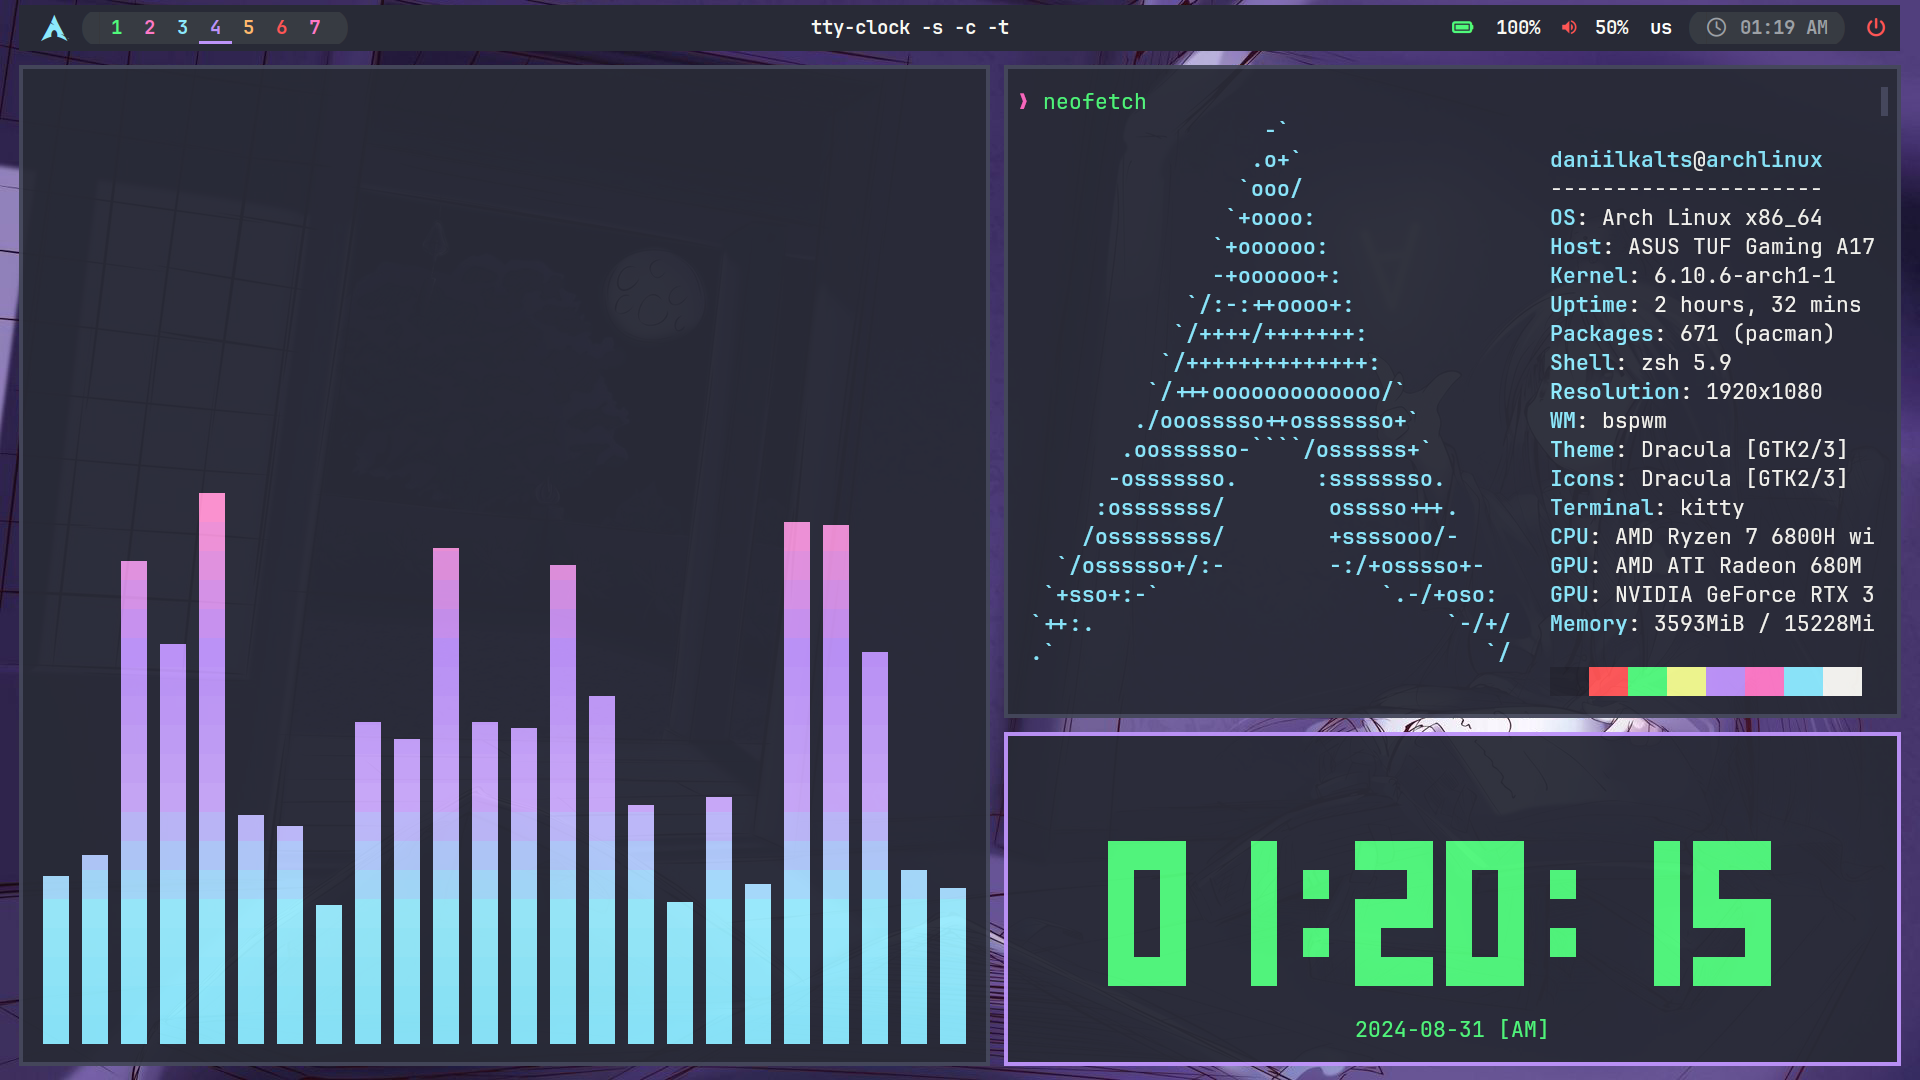 1 2 3 4 5 6 7
tty-clock -s -c -t
100% 50% us 01:19 AM
❯ neofetch
-`
.o+`
`ooo/
`+oooo:
`+oooooo:
-+oooooo+:
`/:-:++oooo+:
`/++++/+++++++:
`/++++++++++++++:
`/+++ooooooooooooo/`
./ooosssso++osssssso+`
.oossssso-````/ossssss+`
-osssssso.      :ssssssso.
:osssssss/        osssso+++.
/ossssssss/        +ssssooo/-
`/ossssso+/:-        -:/+osssso+-
`+sso+:-`                 `.-/+oso:
`++:.                           `-/+/
.`                                 `/
daniilkalts@archlinux
---------------------
OS: Arch Linux x86_64
Host: ASUS TUF Gaming A17
Kernel: 6.10.6-arch1-1
Uptime: 2 hours, 32 mins
Packages: 671 (pacman)
Shell: zsh 5.9
Resolution: 1920x1080
WM: bspwm
Theme: Dracula [GTK2/3]
Icons: Dracula [GTK2/3]
Terminal: kitty
CPU: AMD Ryzen 7 6800H wi
GPU: AMD ATI Radeon 680M
GPU: NVIDIA GeForce RTX 3
Memory: 3593MiB / 15228Mi
01:20:15
2024-08-31 [AM]